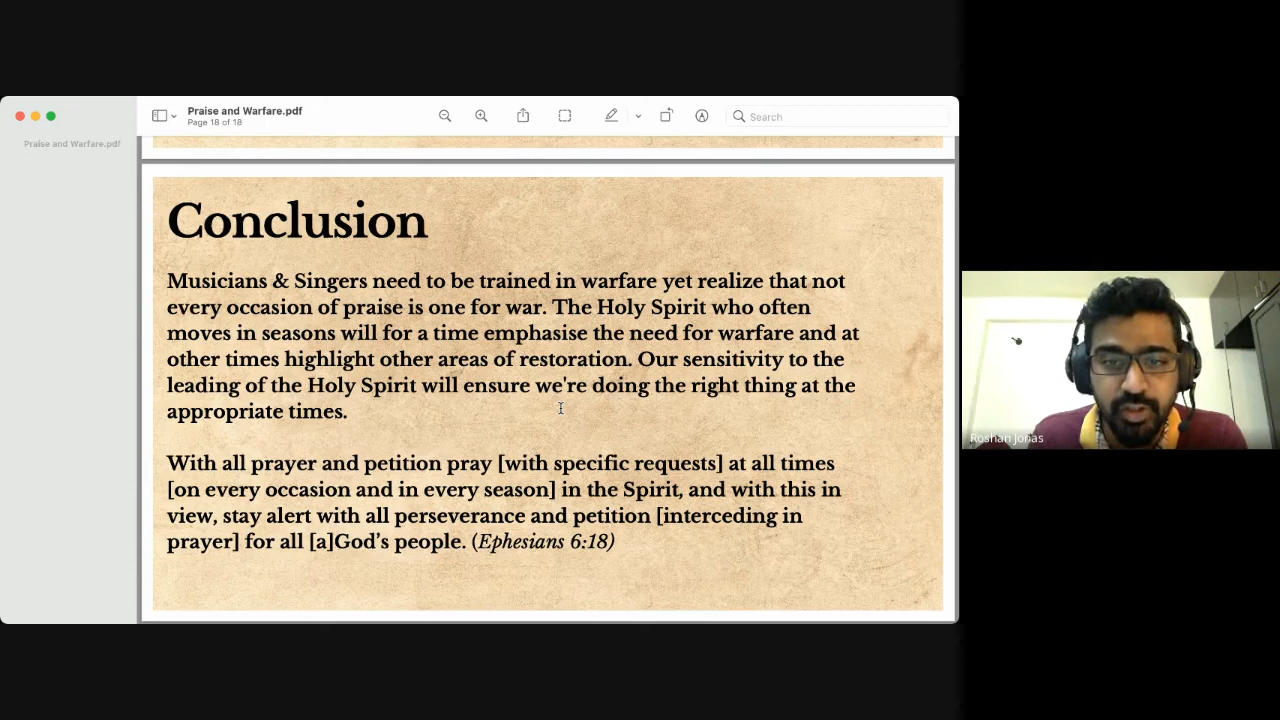 Praise and Warfare.pdf
Page 18 of 18
Search
Praise and Warfare.pdf
Conclusion
Musicians & Singers need to be trained in warfare yet realize that not
every occasion of praise is one for war. The Holy Spirit who often
moves in seasons will for a time emphasise the need for warfare and at
other times highlight other areas of restoration. Our sensitivity to the
leading of the Holy Spirit will ensure we're doing the right thing at the
appropriate times.
With all prayer and petition pray [with specific requests] at all times
[on every occasion and in every season] in the Spirit, and with this in
view, stay alert with all perseverance and petition [interceding in
prayer] for all [a]God’s people. (Ephesians 6:18)
Roshan Jonas